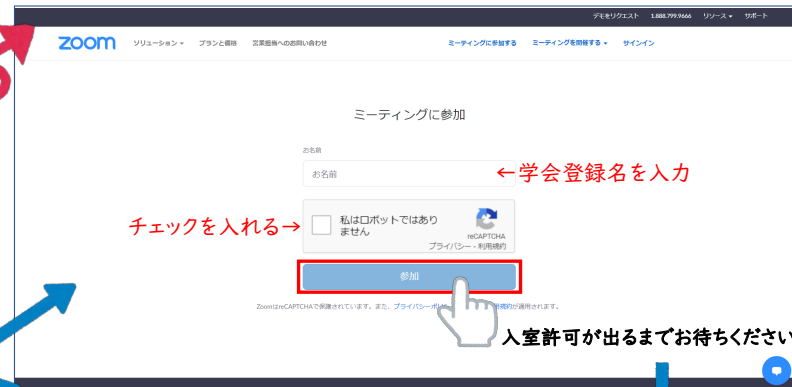 デモをリクエスト 1.888.799.9666 リソース サポート
zoom ソリューション プランと価格 営業担当へのお問い合わせ ミーティングに参加する ミーティングを開催する サインイン
ミーティングに参加
お名前
お名前 ←学会登録名を入力
チェックを入れる→ 私はロボットではあり
ません
reCAPTCHA
プライバシー - 利用規約
参加
ZoomはreCAPTCHAで保護されています。また、プライバシーポリ 用規約が適用されます。
入室許可が出るまでお待ちください